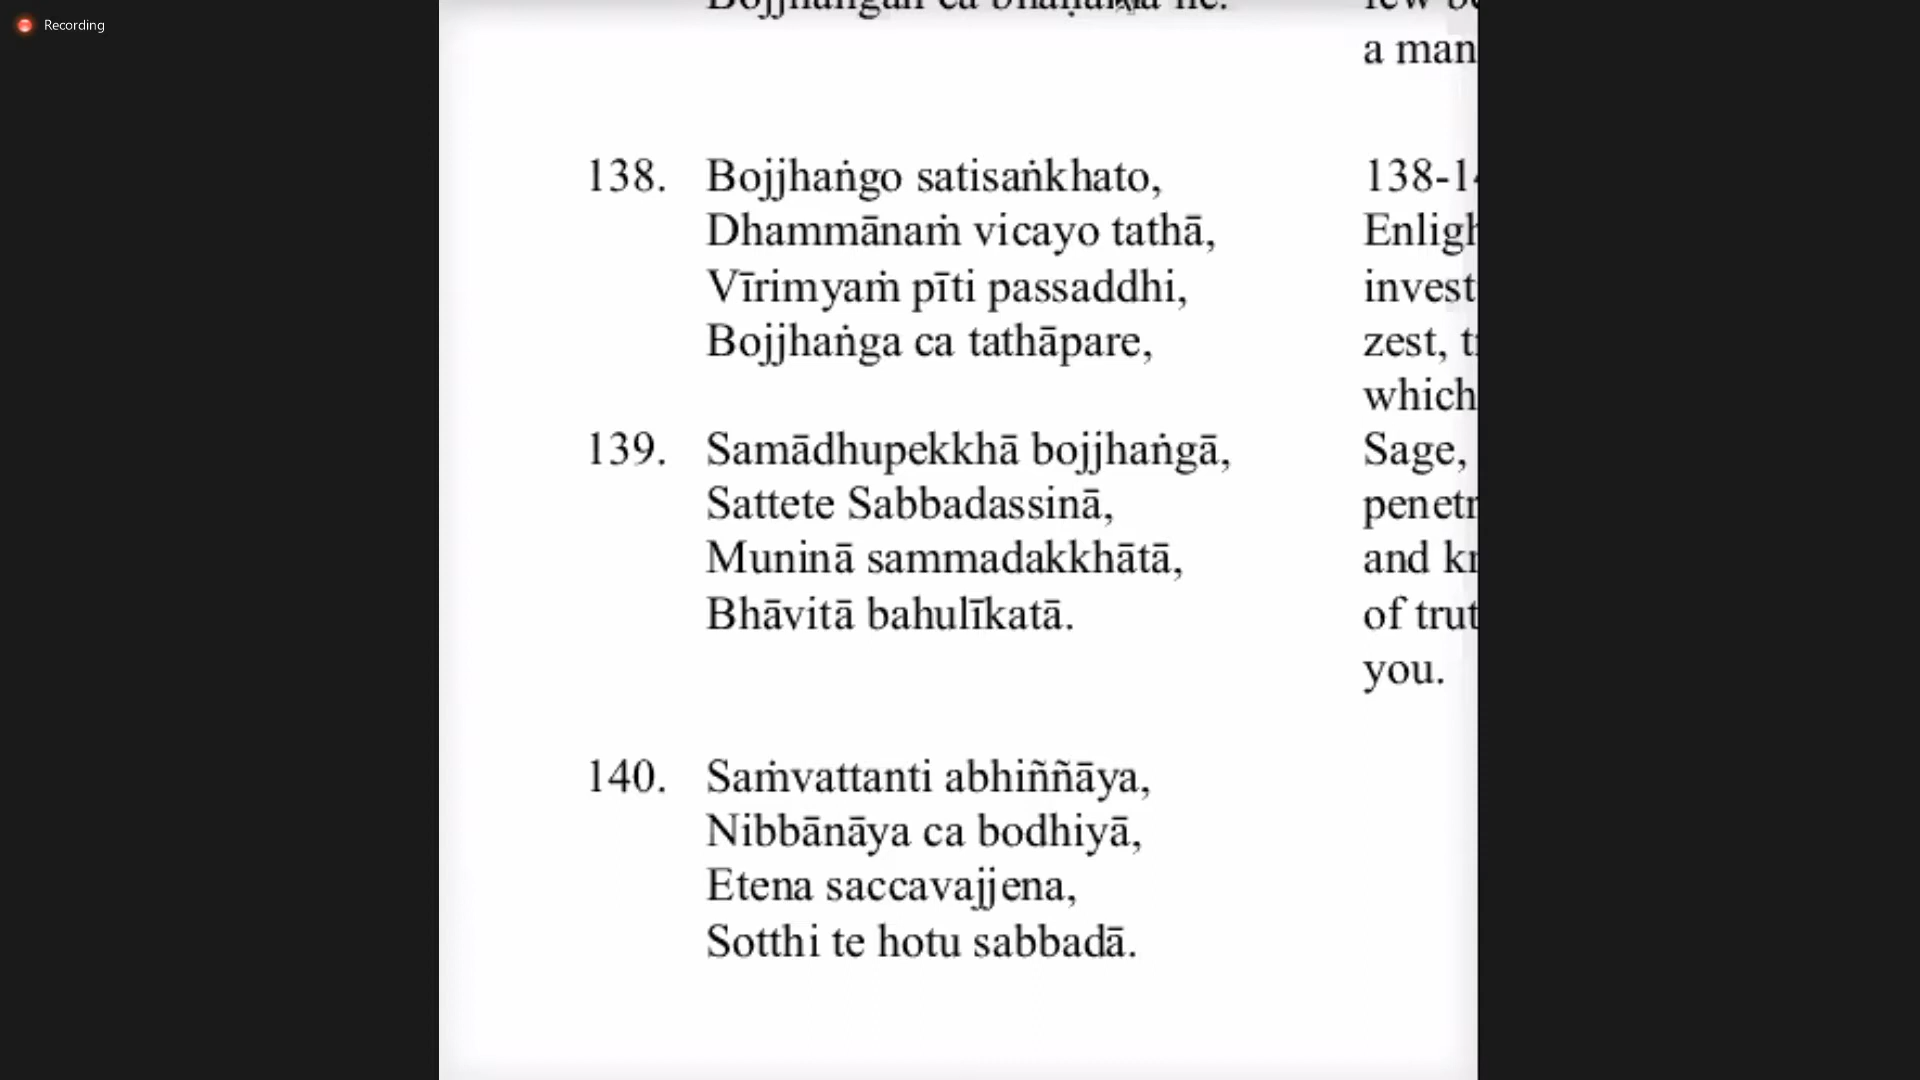 Recording
a man
138. Bojjhaṅgo satisaṅkhato,
Dhammānaṁ vicayo tathā,
Vīrimyaṁ pīti passaddhi,
Bojjhaṅga ca tathāpare,
139. Samādhupekkhā bojjhaṅgā,
Sattete Sabbadassinā,
Muninā sammadakkhātā,
Bhāvitā bahulīkatā.
140. Saṁvattanti abhiññāya,
Nibbānāya ca bodhiyā,
Etena saccavajjena,
Sotthi te hotu sabbadā.
138-1
Enligh
invest
zest, t
which
Sage,
penetr
and kn
of trut
you.